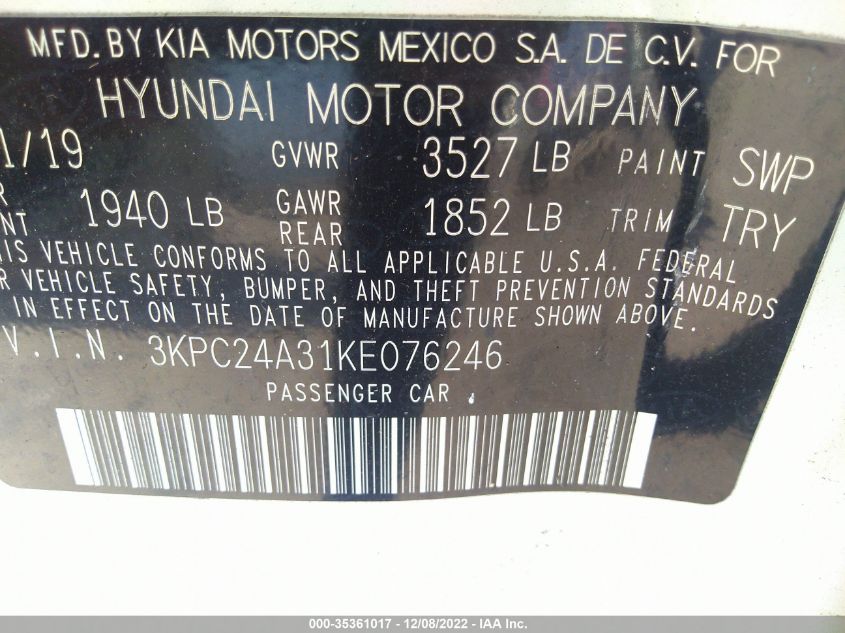 MFD. BY KIA MOTORS MEXICO S.A. DE C.V. FOR
HYUNDAI MOTOR COMPANY
1/19 GVWR 3527 LB PAINT SWP
1940 LB GAWR REAR 1852 LB TRIM TRY
VEHICLE CONFORMS TO ALL APPLICABLE U.S.A. FEDERAL
VEHICLE SAFETY, BUMPER, AND THEFT PREVENTION STANDARDS
IN EFFECT ON THE DATE OF MANUFACTURE SHOWN ABOVE.
V.I.N. 3KPC24A31KE076246
PASSENGER CAR
000-35361017 - 12/08/2022 - IAA Inc.